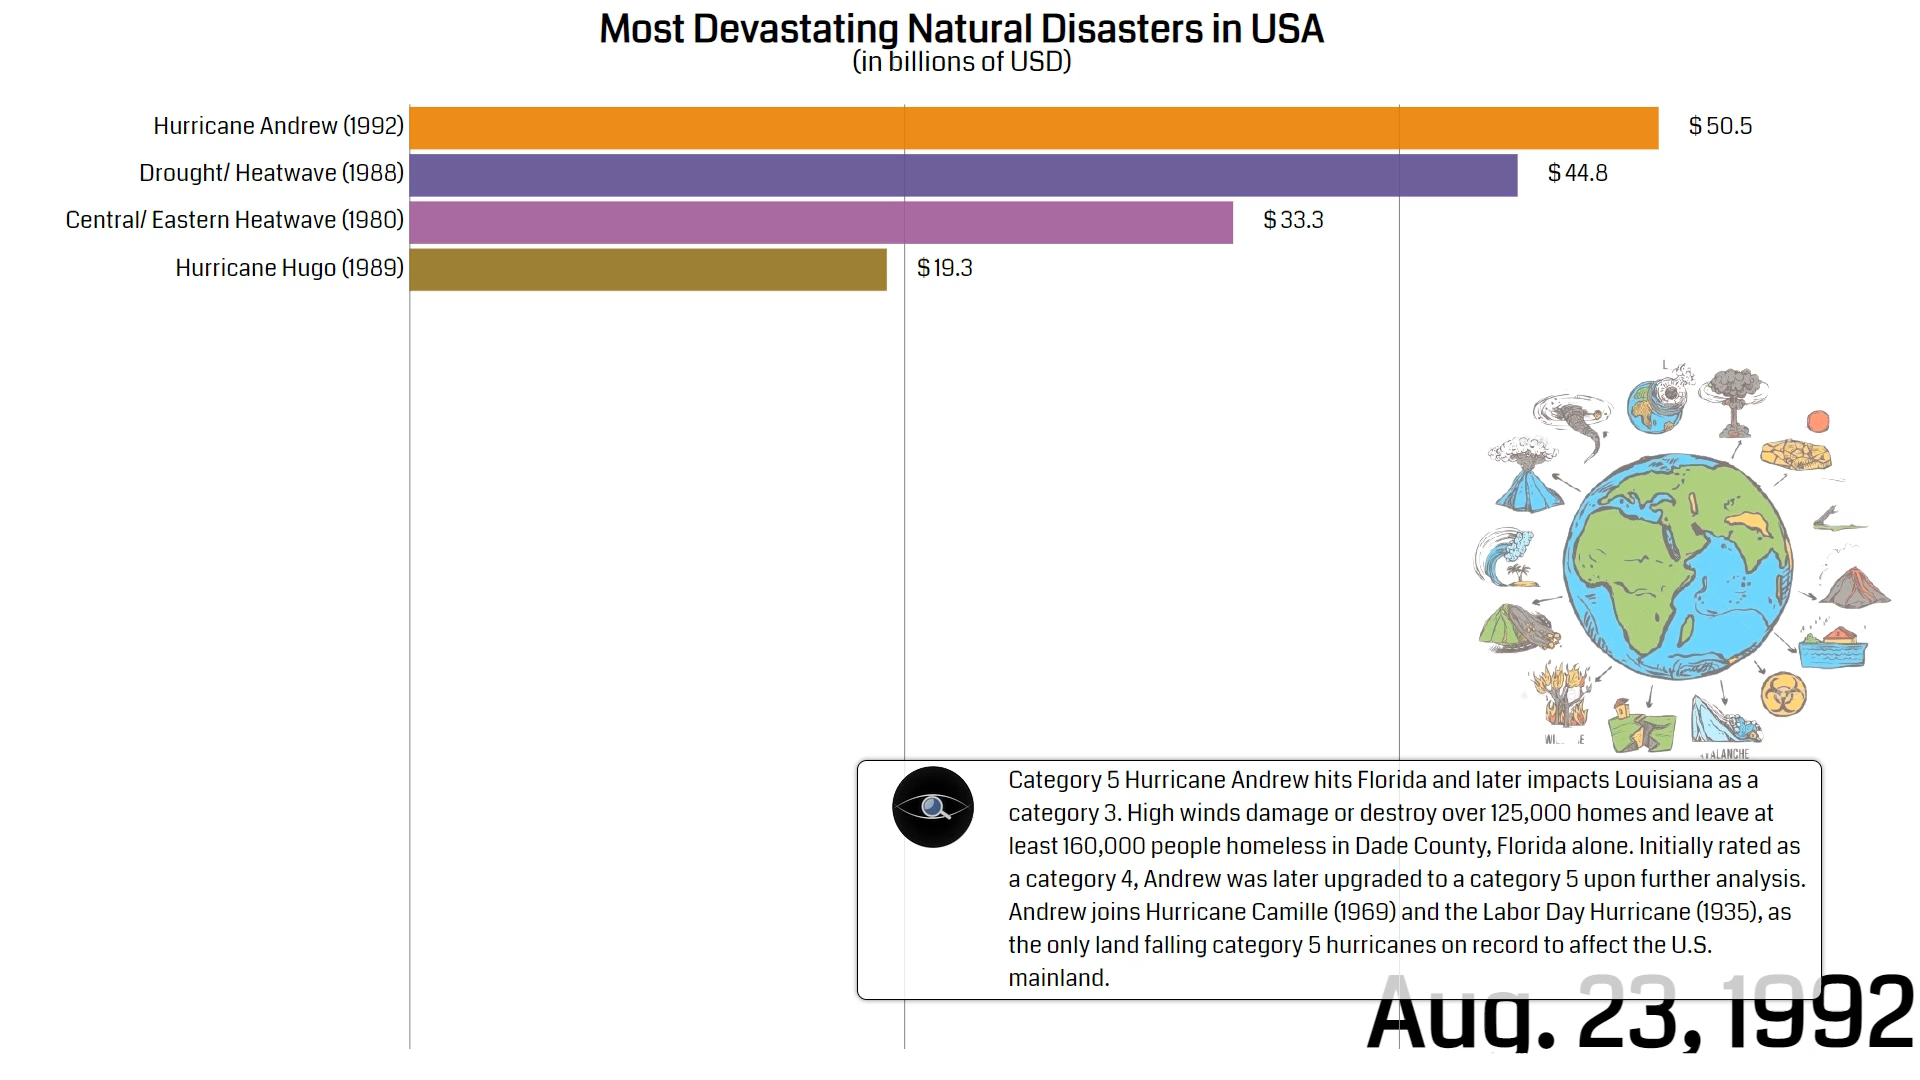 Most Devastating Natural Disasters in USA
(in billions of USD)
Hurricane Andrew (1992) $ 50.5
Drought/ Heatwave (1988) $ 44.8
Central/ Eastern Heatwave (1980) $ 33.3
Hurricane Hugo (1989) $ 19.3
Category 5 Hurricane Andrew hits Florida and later impacts Louisiana as a
category 3. High winds damage or destroy over 125,000 homes and leave at
least 160,000 people homeless in Dade County, Florida alone. Initially rated as
a category 4, Andrew was later upgraded to a category 5 upon further analysis.
Andrew joins Hurricane Camille (1969) and the Labor Day Hurricane (1935), as
the only land falling category 5 hurricanes on record to affect the U.S.
mainland.
Aug. 23, 1992